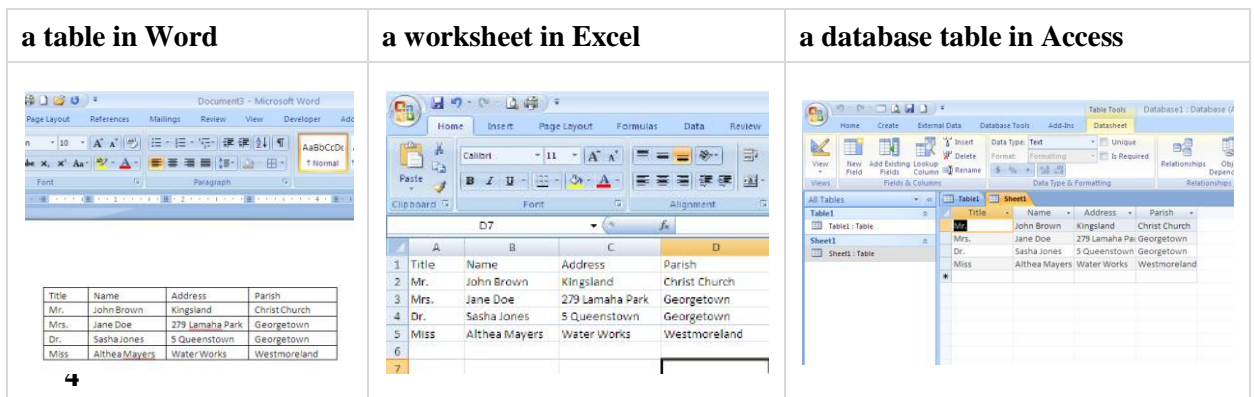 a table in Word
a worksheet in Excel
a database table in Access
Document3 - Microsoft Word
Page Layout References Mailings Review View Developer
10
AaBbCcDc
Normal
Font Paragraph
Title Name Address Parish
Mr. John Brown Kingsland Christ Church
Mrs. Jane Doe 279 Lamaha Park Georgetown
Dr. Sasha Jones 5 Queenstown Georgetown
Miss Althea Mayers Water Works Westmoreland
4
Home Insert Page Layout Formulas Data Review
Calibri 11
Paste
B I U
Clipboard Font Alignment
D7 fx
A B C D
1 Title Name Address Parish
2 Mr. John Brown Kingsland Christ Church
3 Mrs. Jane Doe 279 Lamaha Park Georgetown
4 Dr. Sasha Jones 5 Queenstown Georgetown
5 Miss Althea Mayers Water Works Westmoreland
6
7
Table Tools Database1 : Database (A
Home Create External Data Database Tools Add-Ins Datasheet
View
New Field
Add Existing Fields
Lookup Column
Insert
Delete
Rename
Data Type: Text
Format: Formatting
Unique
Is Required
Relationships
Views Fields & Columns Data Type & Formatting Relationships
All Tables
Table1
Table1 : Table
Sheet1
Sheet1 : Table
Table1 Sheet1
Title Name Address Parish
Mr. John Brown Kingsland Christ Church
Mrs. Jane Doe 279 Lamaha Pa Georgetown
Dr. Sasha Jones 5 Queenstown Georgetown
Miss Althea Mayers Water Works Westmoreland